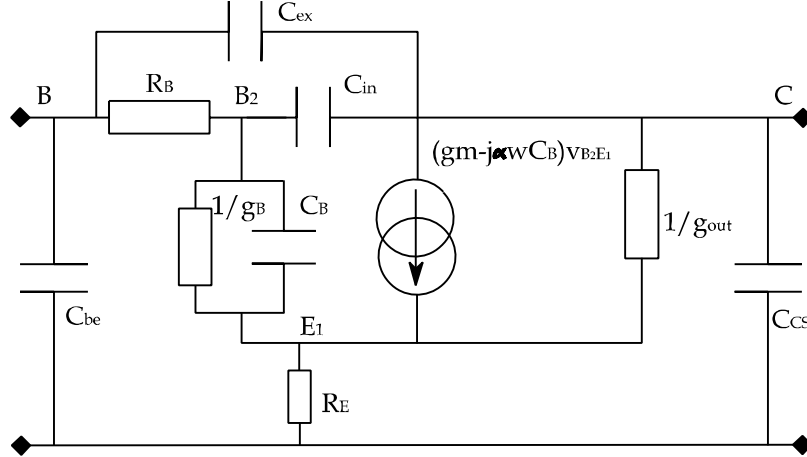 Cex
B
RB
B2
Cin
C
(gm-jαwCB)vB2E1
1/gB
CB
1/gout
Cbe
E1
CCS
RE